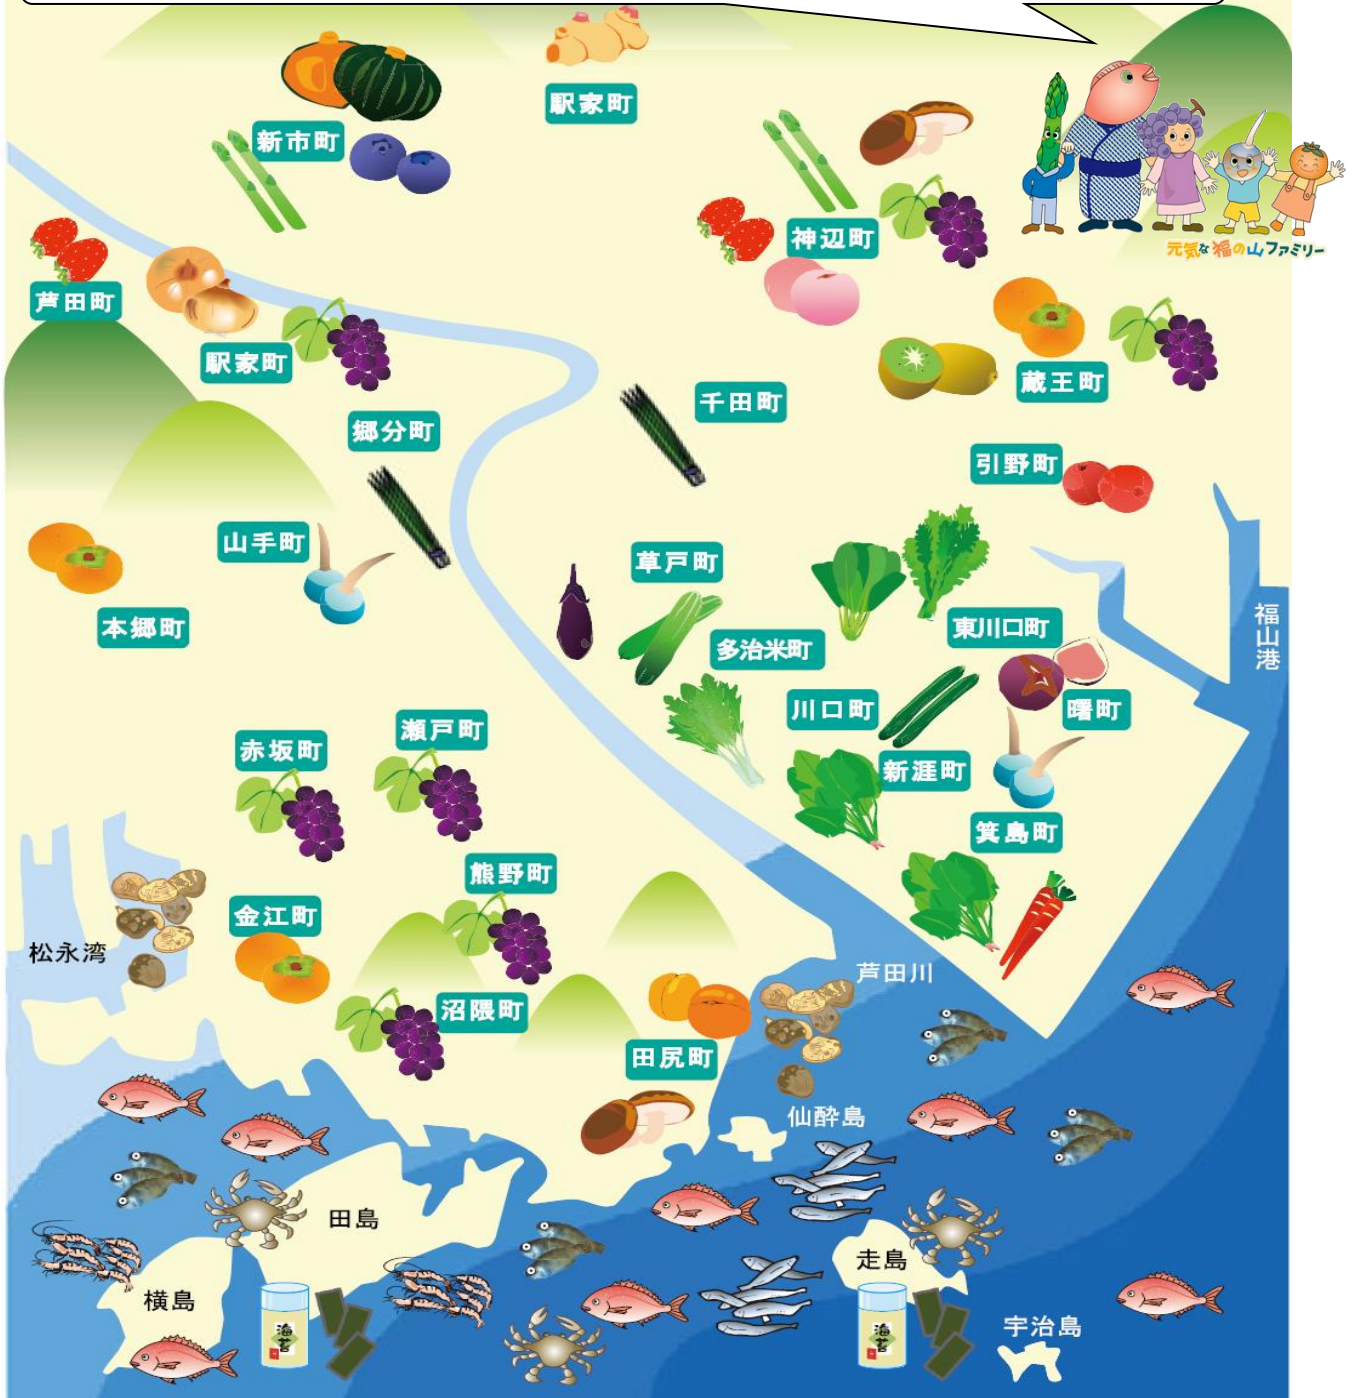 駅家町
新市町
神辺町
元気な福の山ファミリー
芦田町
駅家町
蔵王町
千田町
郷分町
引野町
山手町
草戸町
本郷町
東川口町
多治米町
福山港
川口町
曙町
瀬戸町
赤坂町
新涯町
箕島町
熊野町
金江町
松永湾
芦田川
沼隈町
田尻町
仙酔島
田島
走島
横島
海苔
海苔
宇治島